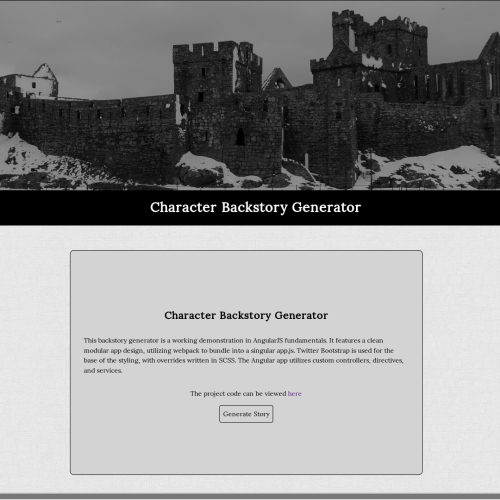 Character Backstory Generator
Character Backstory Generator
This backstory generator is a working demonstration in AngularJS fundamentals. It features a clean
modular app design, utilizing webpack to bundle into a singular app.js. Twitter Bootstrap is used for the
base of the styling, with overrides written in SCSS. The Angular app utilizes custom controllers, directives,
and services.
The project code can be viewed here
Generate Story